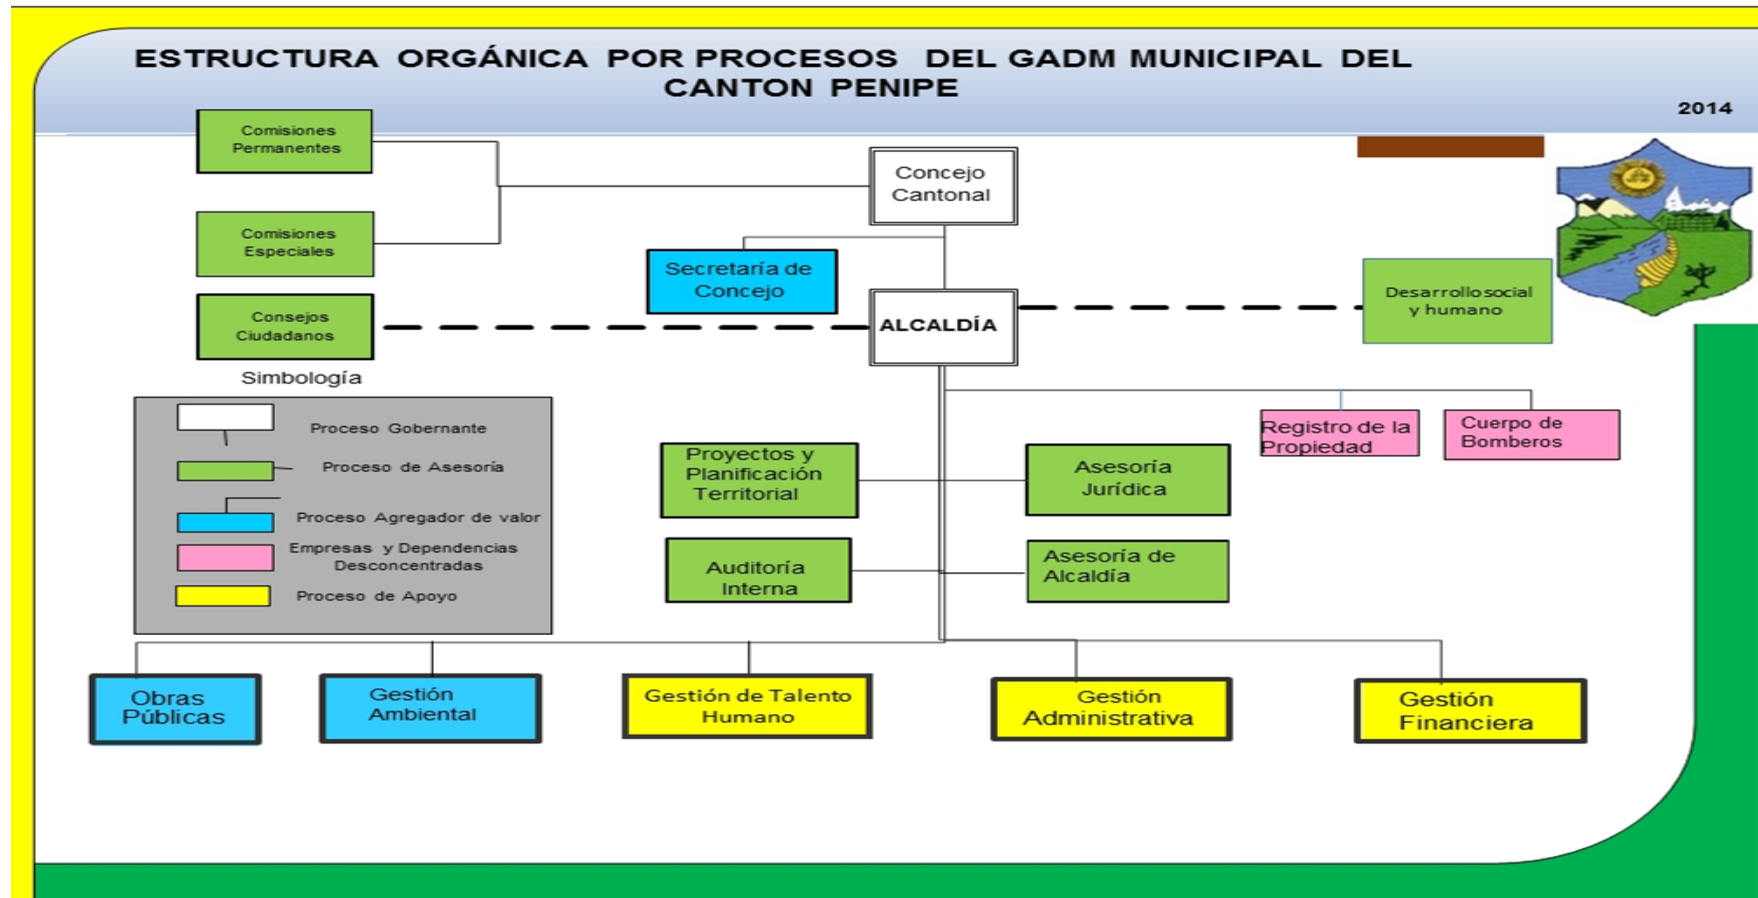 ESTRUCTURA ORGÁNICA POR PROCESOS DEL GADM MUNICIPAL DEL
CANTON PENIPE
2014
Comisiones
Permanentes
Concejo
Cantonal
Comisiones
Especiales
Secretaría de
Concejo
Desarrollo social
y humano
Consejos
Ciudadanos
ALCALDÍA
Simbología
Proceso Gobernante
Proceso de Asesoría
Proceso Agregador de valor
Empresas y Dependencias
Desconcentradas
Proceso de Apoyo
Registro de la
Propiedad
Cuerpo de
Bomberos
Proyectos y
Planificación
Territorial
Asesoría
Jurídica
Auditoría
Interna
Asesoría de
Alcaldía
Obras
Públicas
Gestión
Ambiental
Gestión de Talento
Humano
Gestión
Administrativa
Gestión
Financiera